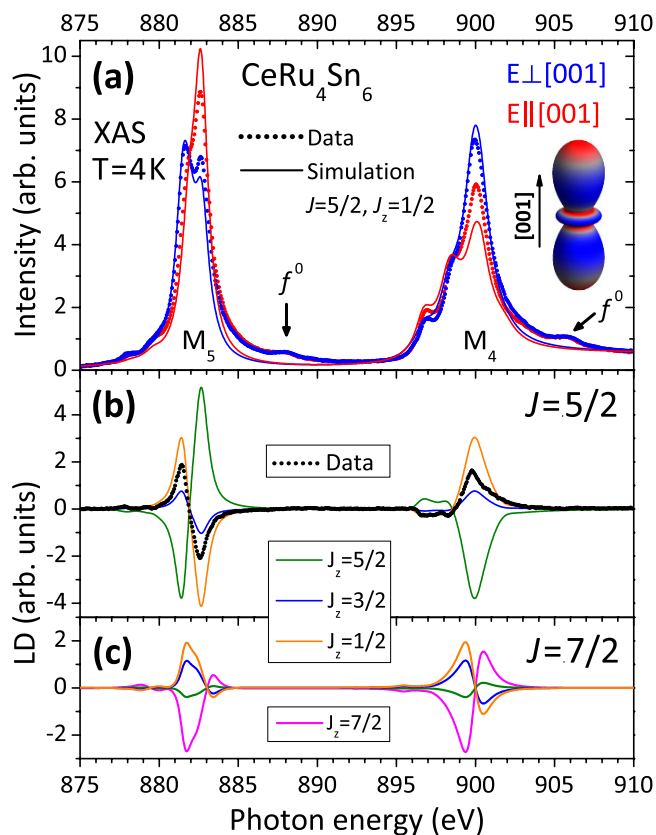 875 880 885 890 895 900 905 910
(a)
CeRu4Sn6
E⊥[001]
E||[001]
XAS
T=4K
Data
Simulation
J=5/2, Jz=1/2
[001]
f0
f0
M5
M4
Intensity (arb. units)
10
8
6
4
2
0
(b)
J=5/2
Data
4
2
0
-2
-4
Jz=5/2
Jz=3/2
Jz=1/2
LD (arb. units)
(c)
J=7/2
Jz=7/2
2
0
-2
875 880 885 890 895 900 905 910
Photon energy (eV)